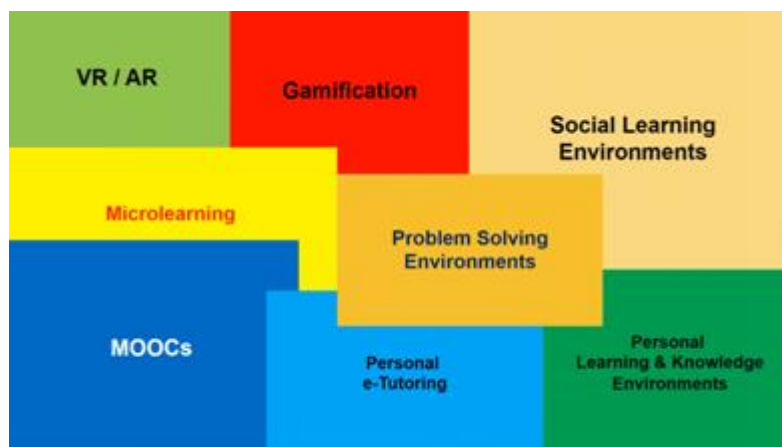 VR / AR
Gamification
Social Learning
Environments
Microlearning
Problem Solving
Environments
MOOCs
Personal
e-Tutoring
Personal
Learning & Knowledge
Environments